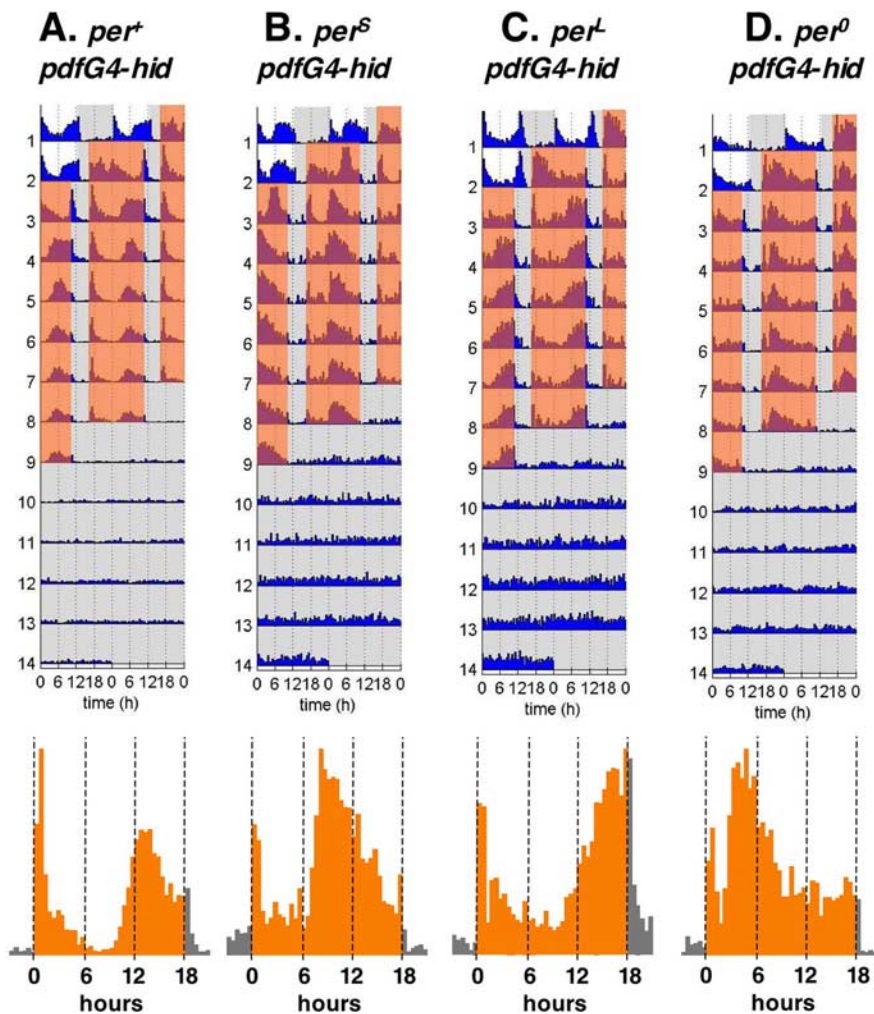 A. per+ B. perS C. perL D. per0
pdfG4-hid pdfG4-hid pdfG4-hid pdfG4-hid
1 1 1 1
2 2 2 2
3 3 3 3
4 4 4 4
5 5 5 5
6 6 6 6
7 7 7 7
8 8 8 8
9 9 9 9
10 10 10 10
11 11 11 11
12 12 12 12
13 13 13 13
14 14 14 14
0 6 1218 0 6 1218 0 0 6 1218 0 6 1218 0 0 6 1218 0 6 1218 0 0 6 1218 0 6 1218 0
time (h) time (h) time (h) time (h)
0 6 12 18 0 6 12 18 0 6 12 18 0 6 12 18
hours hours hours hours